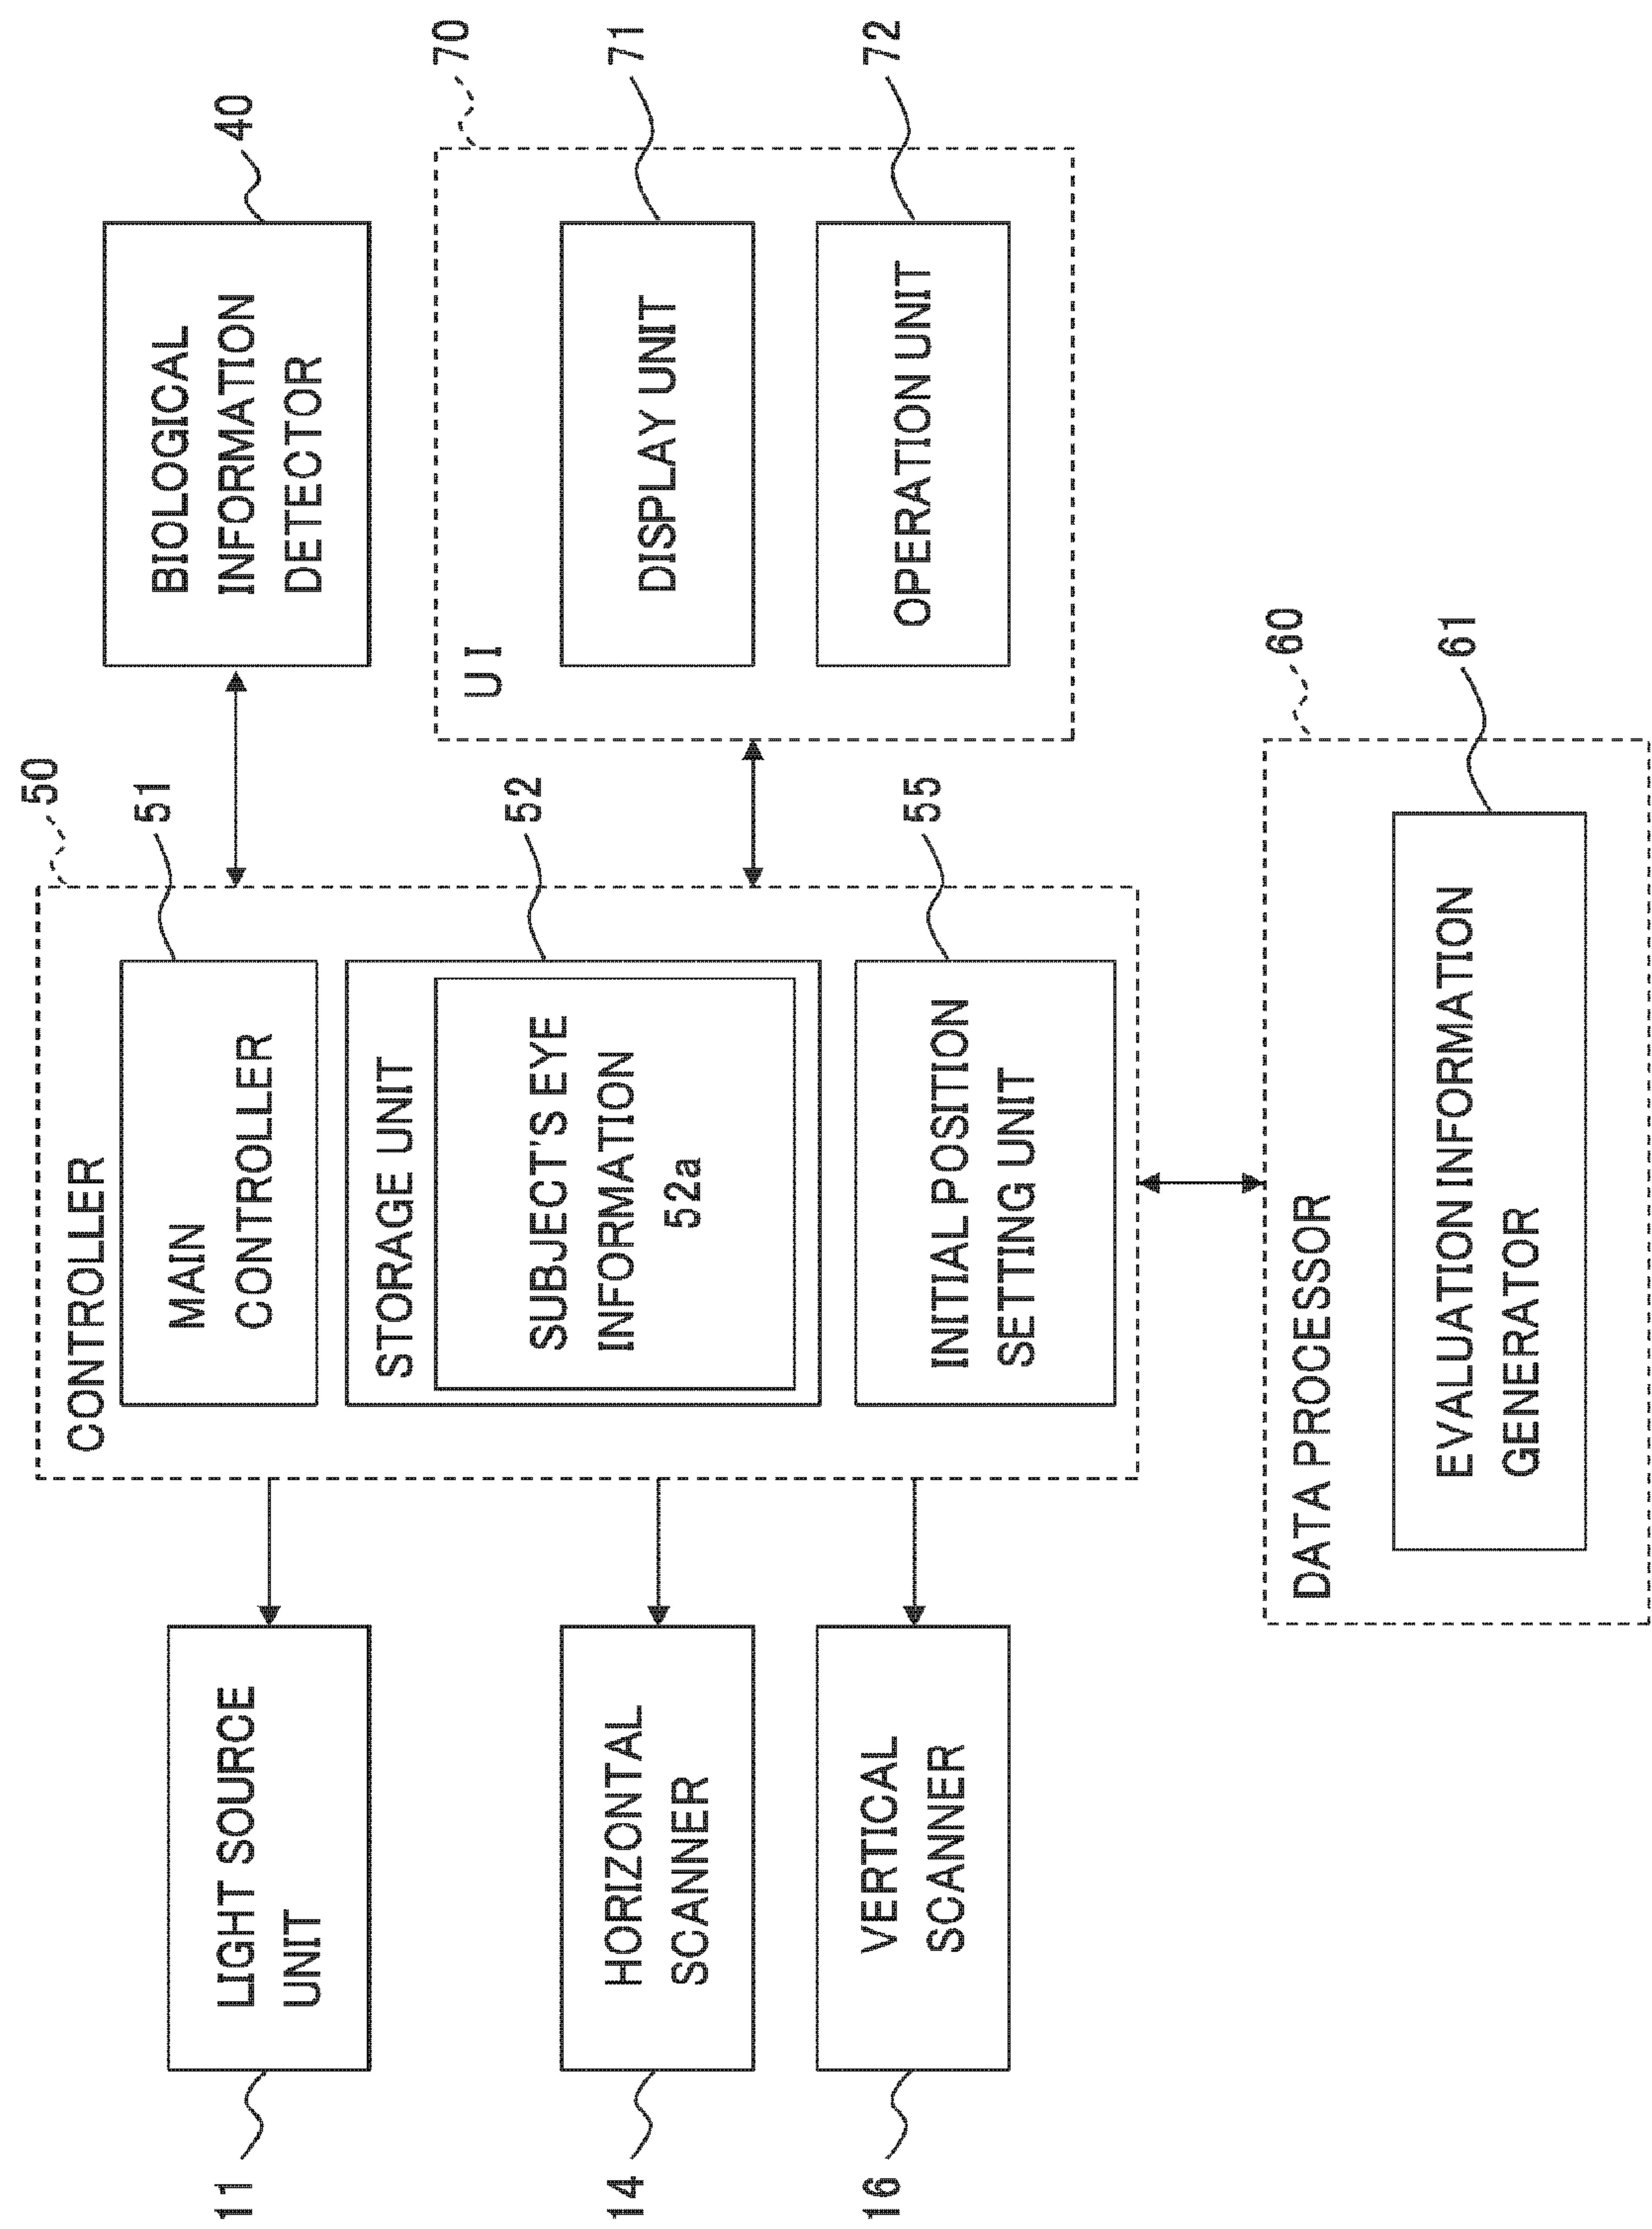 50
CONTROLLER
51
MAIN
CONTROLLER
52
STORAGE UNIT
SUBJECT'S EYE
INFORMATION
52a
55
INITIAL POSITION
SETTING UNIT
11
LIGHT SOURCE
UNIT
14
HORIZONTAL
SCANNER
16
VERTICAL
SCANNER
40
BIOLOGICAL
INFORMATION
DETECTOR
70
UI
71
DISPLAY UNIT
72
OPERATION UNIT
60
DATA PROCESSOR
61
EVALUATION INFORMATION
GENERATOR